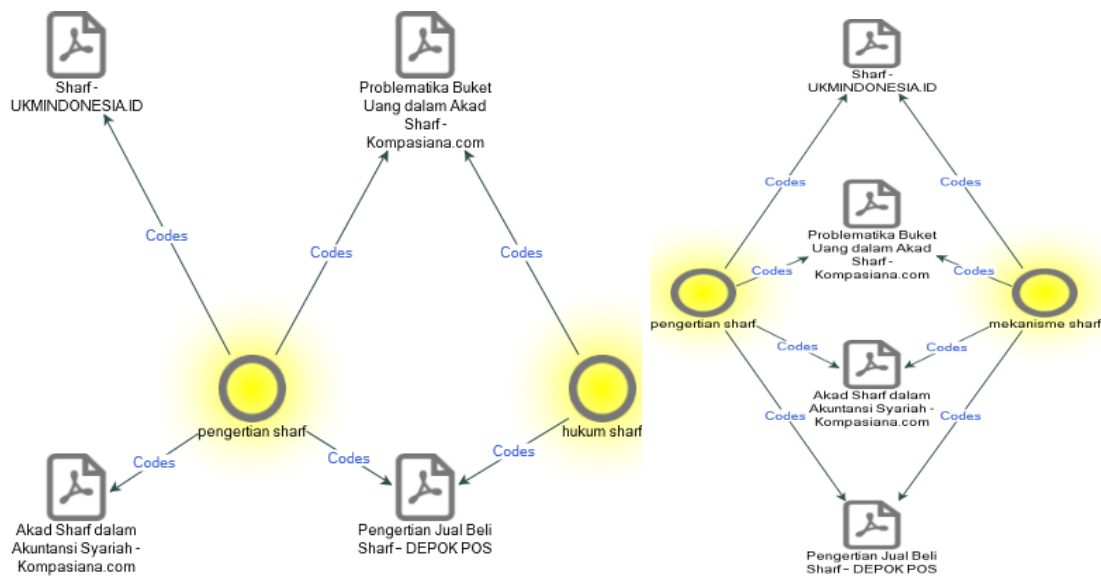 Sharf -
UKMINDONESIA.ID
Problematika Buket
Uang dalam Akad
Sharf -
Kompasiana.com
Codes
Codes
Codes
pengertian sharf
hukum sharf
Codes
Codes
Codes
Akad Sharf dalam
Akuntansi Syariah -
Kompasiana.com
Pengertian Jual Beli
Sharf – DEPOK POS
Sharf -
UKMINDONESIA.ID
Codes
Codes
Problematika Buket
Uang dalam Akad
Sharf -
Kompasiana.com
Codes
Codes
pengertian sharf
mekanisme sharf
Codes
Codes
Akad Sharf dalam
Akuntansi Syariah -
Kompasiana.com
Codes
Codes
Pengertian Jual Beli
Sharf – DEPOK POS